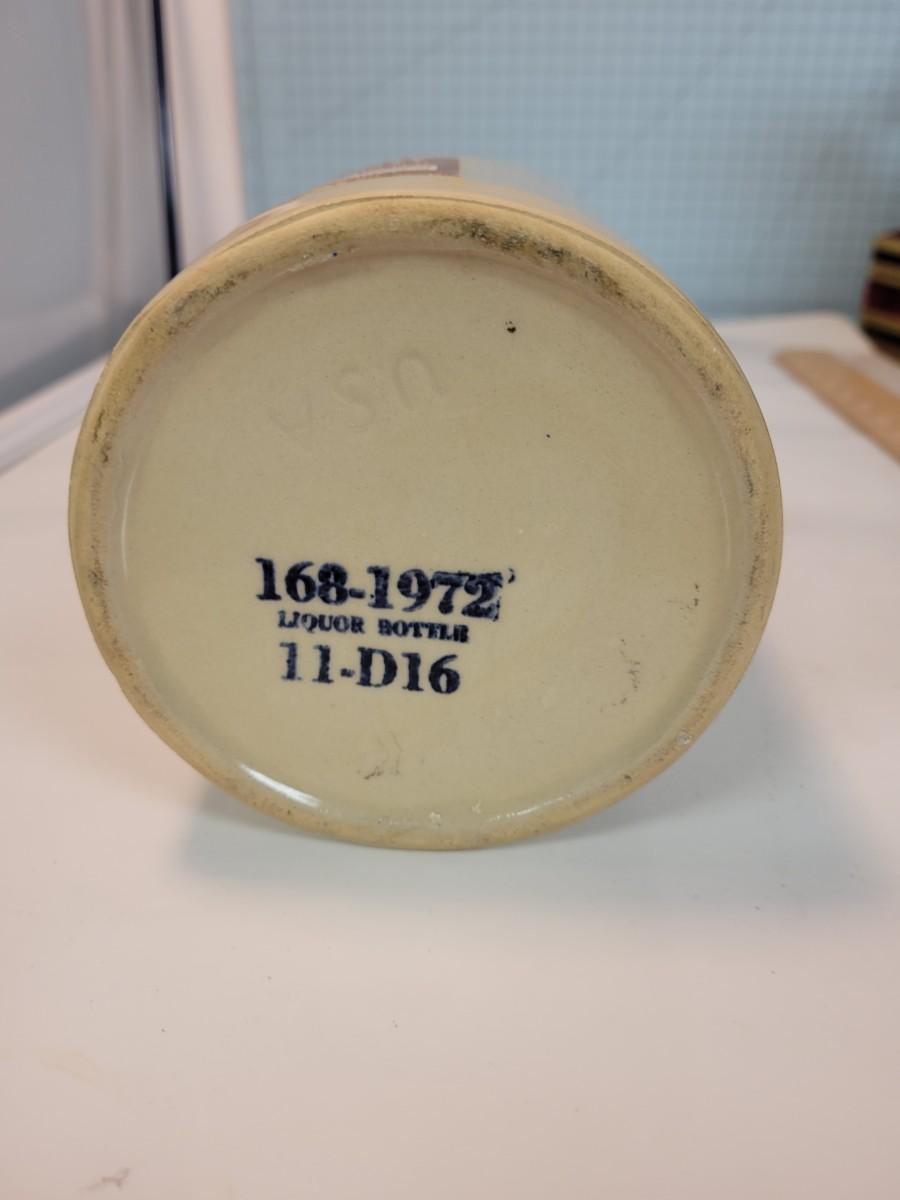 USA
168-1972
LIQUOR BOTTLE
11-D16